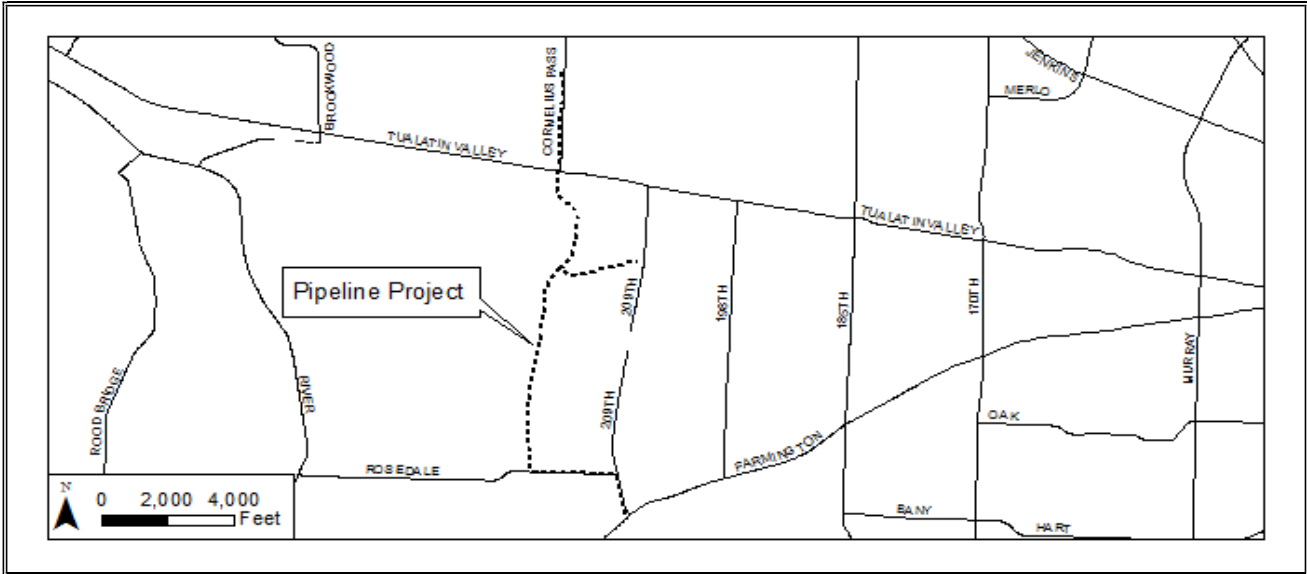 BROOKWOOD
CORNELIUS PASS
JENKINS
MERLO
TUALATIN VALLEY
TUALATIN VALLEY
Pipeline Project
209TH
198TH
185TH
170TH
MURRAY
ROOD BRIDGE
RIVER
209TH
OAK
FARMINGTON
ROSEDALE
N
0 2,000 4,000
Feet
BANY
HART